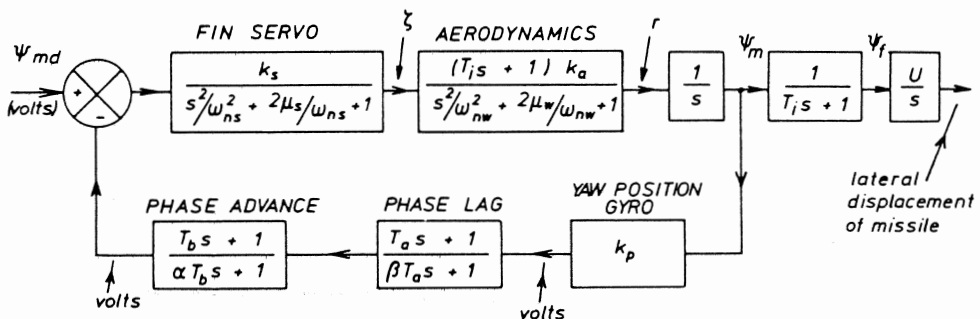 FIN SERVO
AERODYNAMICS
ζ
r
Ψmd
(volts)
+
-
ks
s²/ω²ns + 2μs/ωns + 1
(Tis + 1) ka
s²/ω²nw + 2μw/ωnw + 1
1
s
Ψm
1
Tis + 1
Ψf
U
s
lateral
displacement
of missile
PHASE ADVANCE
PHASE LAG
YAW POSITION
GYRO
Tbs + 1
αTbs + 1
Tas + 1
βTas + 1
kp
volts
volts